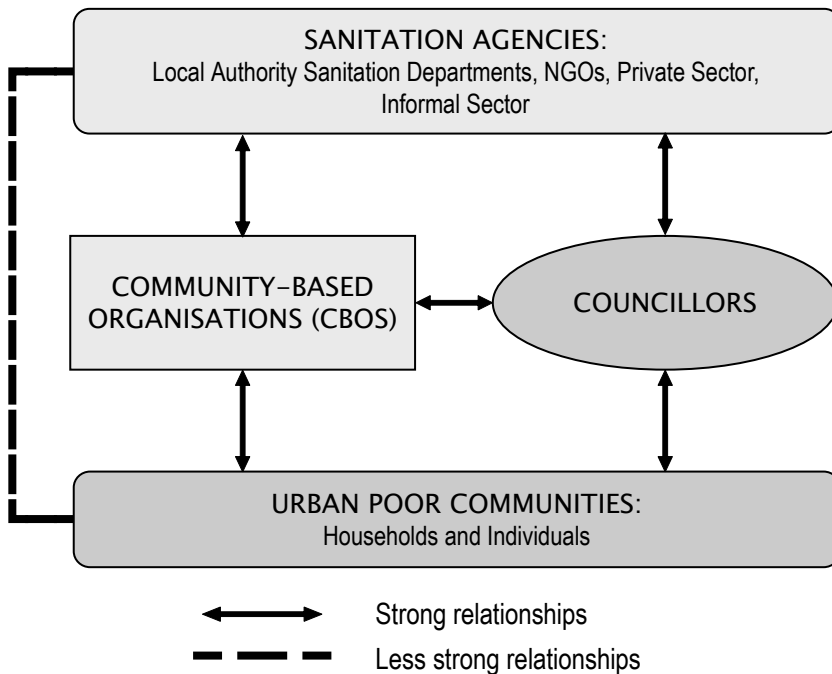 SANITATION AGENCIES:
Local Authority Sanitation Departments, NGOs, Private Sector,
Informal Sector
COMMUNITY–BASED
ORGANISATIONS (CBOS)
COUNCILLORS
URBAN POOR COMMUNITIES:
Households and Individuals
Strong relationships
Less strong relationships